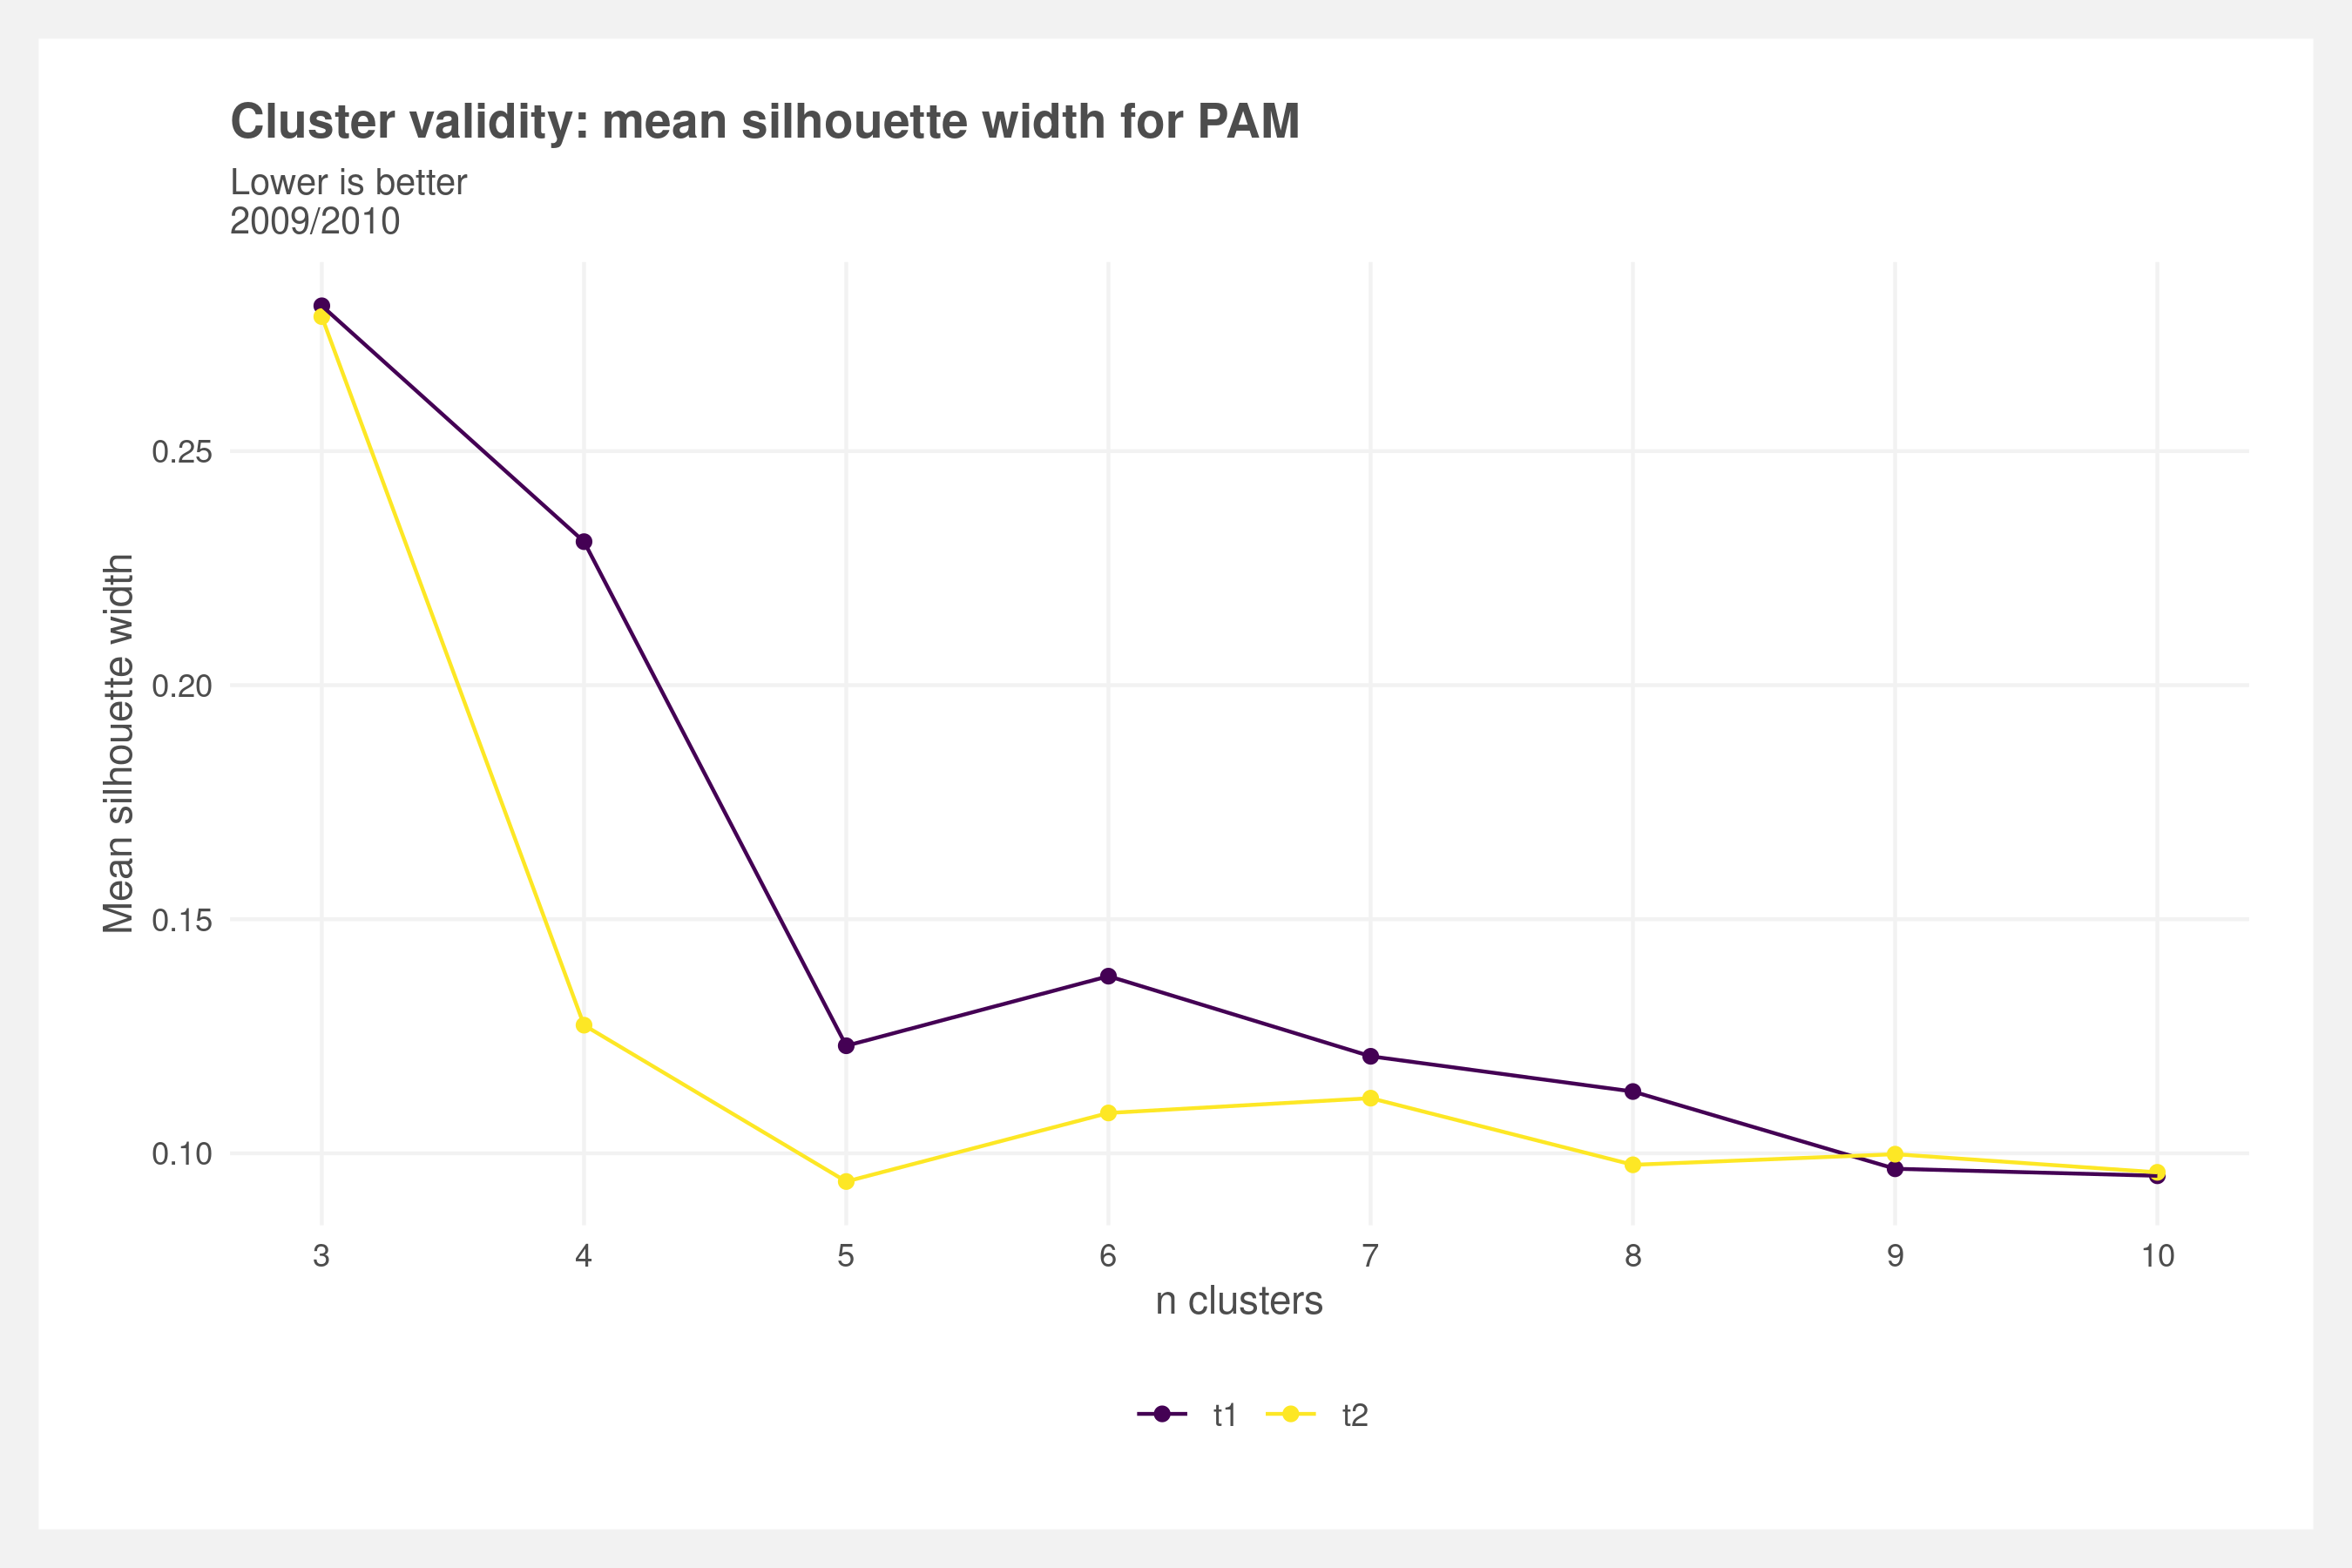 Cluster validity: mean silhouette width for PAM
Lower is better
2009/2010
Mean silhouette width
0.25
0.20
0.15
0.10
3 4 5 6 7 8 9 10
n clusters
t1 t2